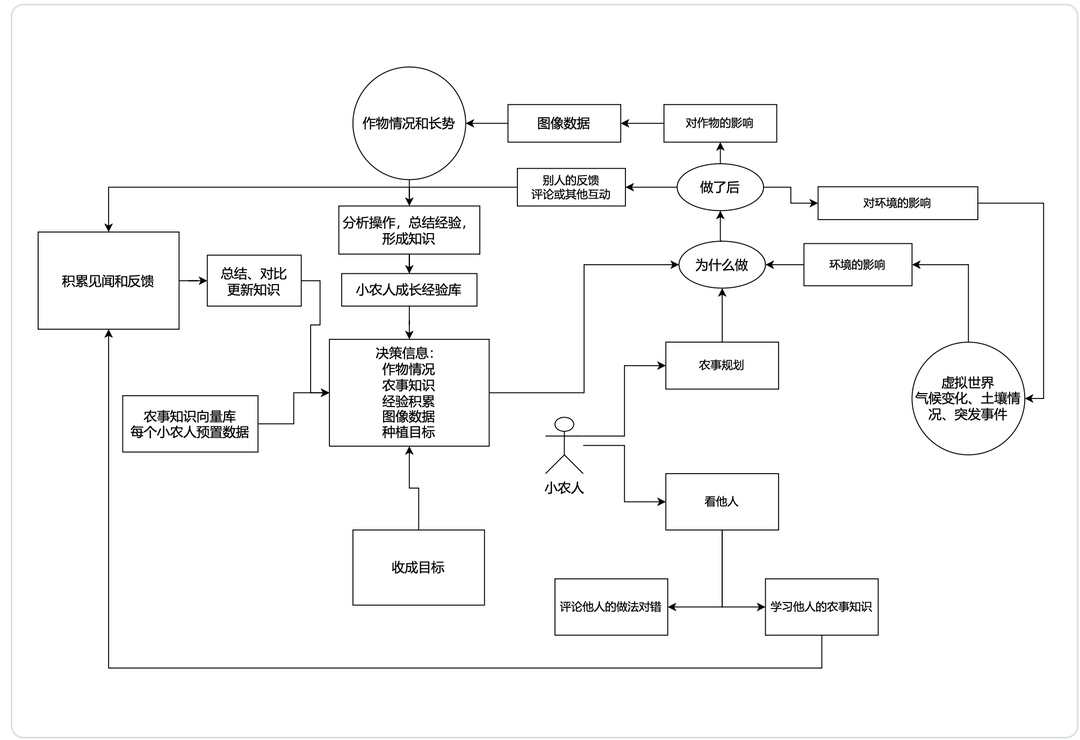 作物情况和长势
图像数据
对作物的影响
别人的反馈
评论或其他互动
做了后
对环境的影响
分析操作，总结经验，
形成知识
积累见闻和反馈
总结、对比
更新知识
小农人成长经验库
为什么做
环境的影响
决策信息：
作物情况
农事知识
经验积累
图像数据
种植目标
农事规划
虚拟世界
气候变化、土壤情
况、突发事件
农事知识向量库
每个小农人预置数据
小农人
看他人
收成目标
评论他人的做法对错
学习他人的农事知识